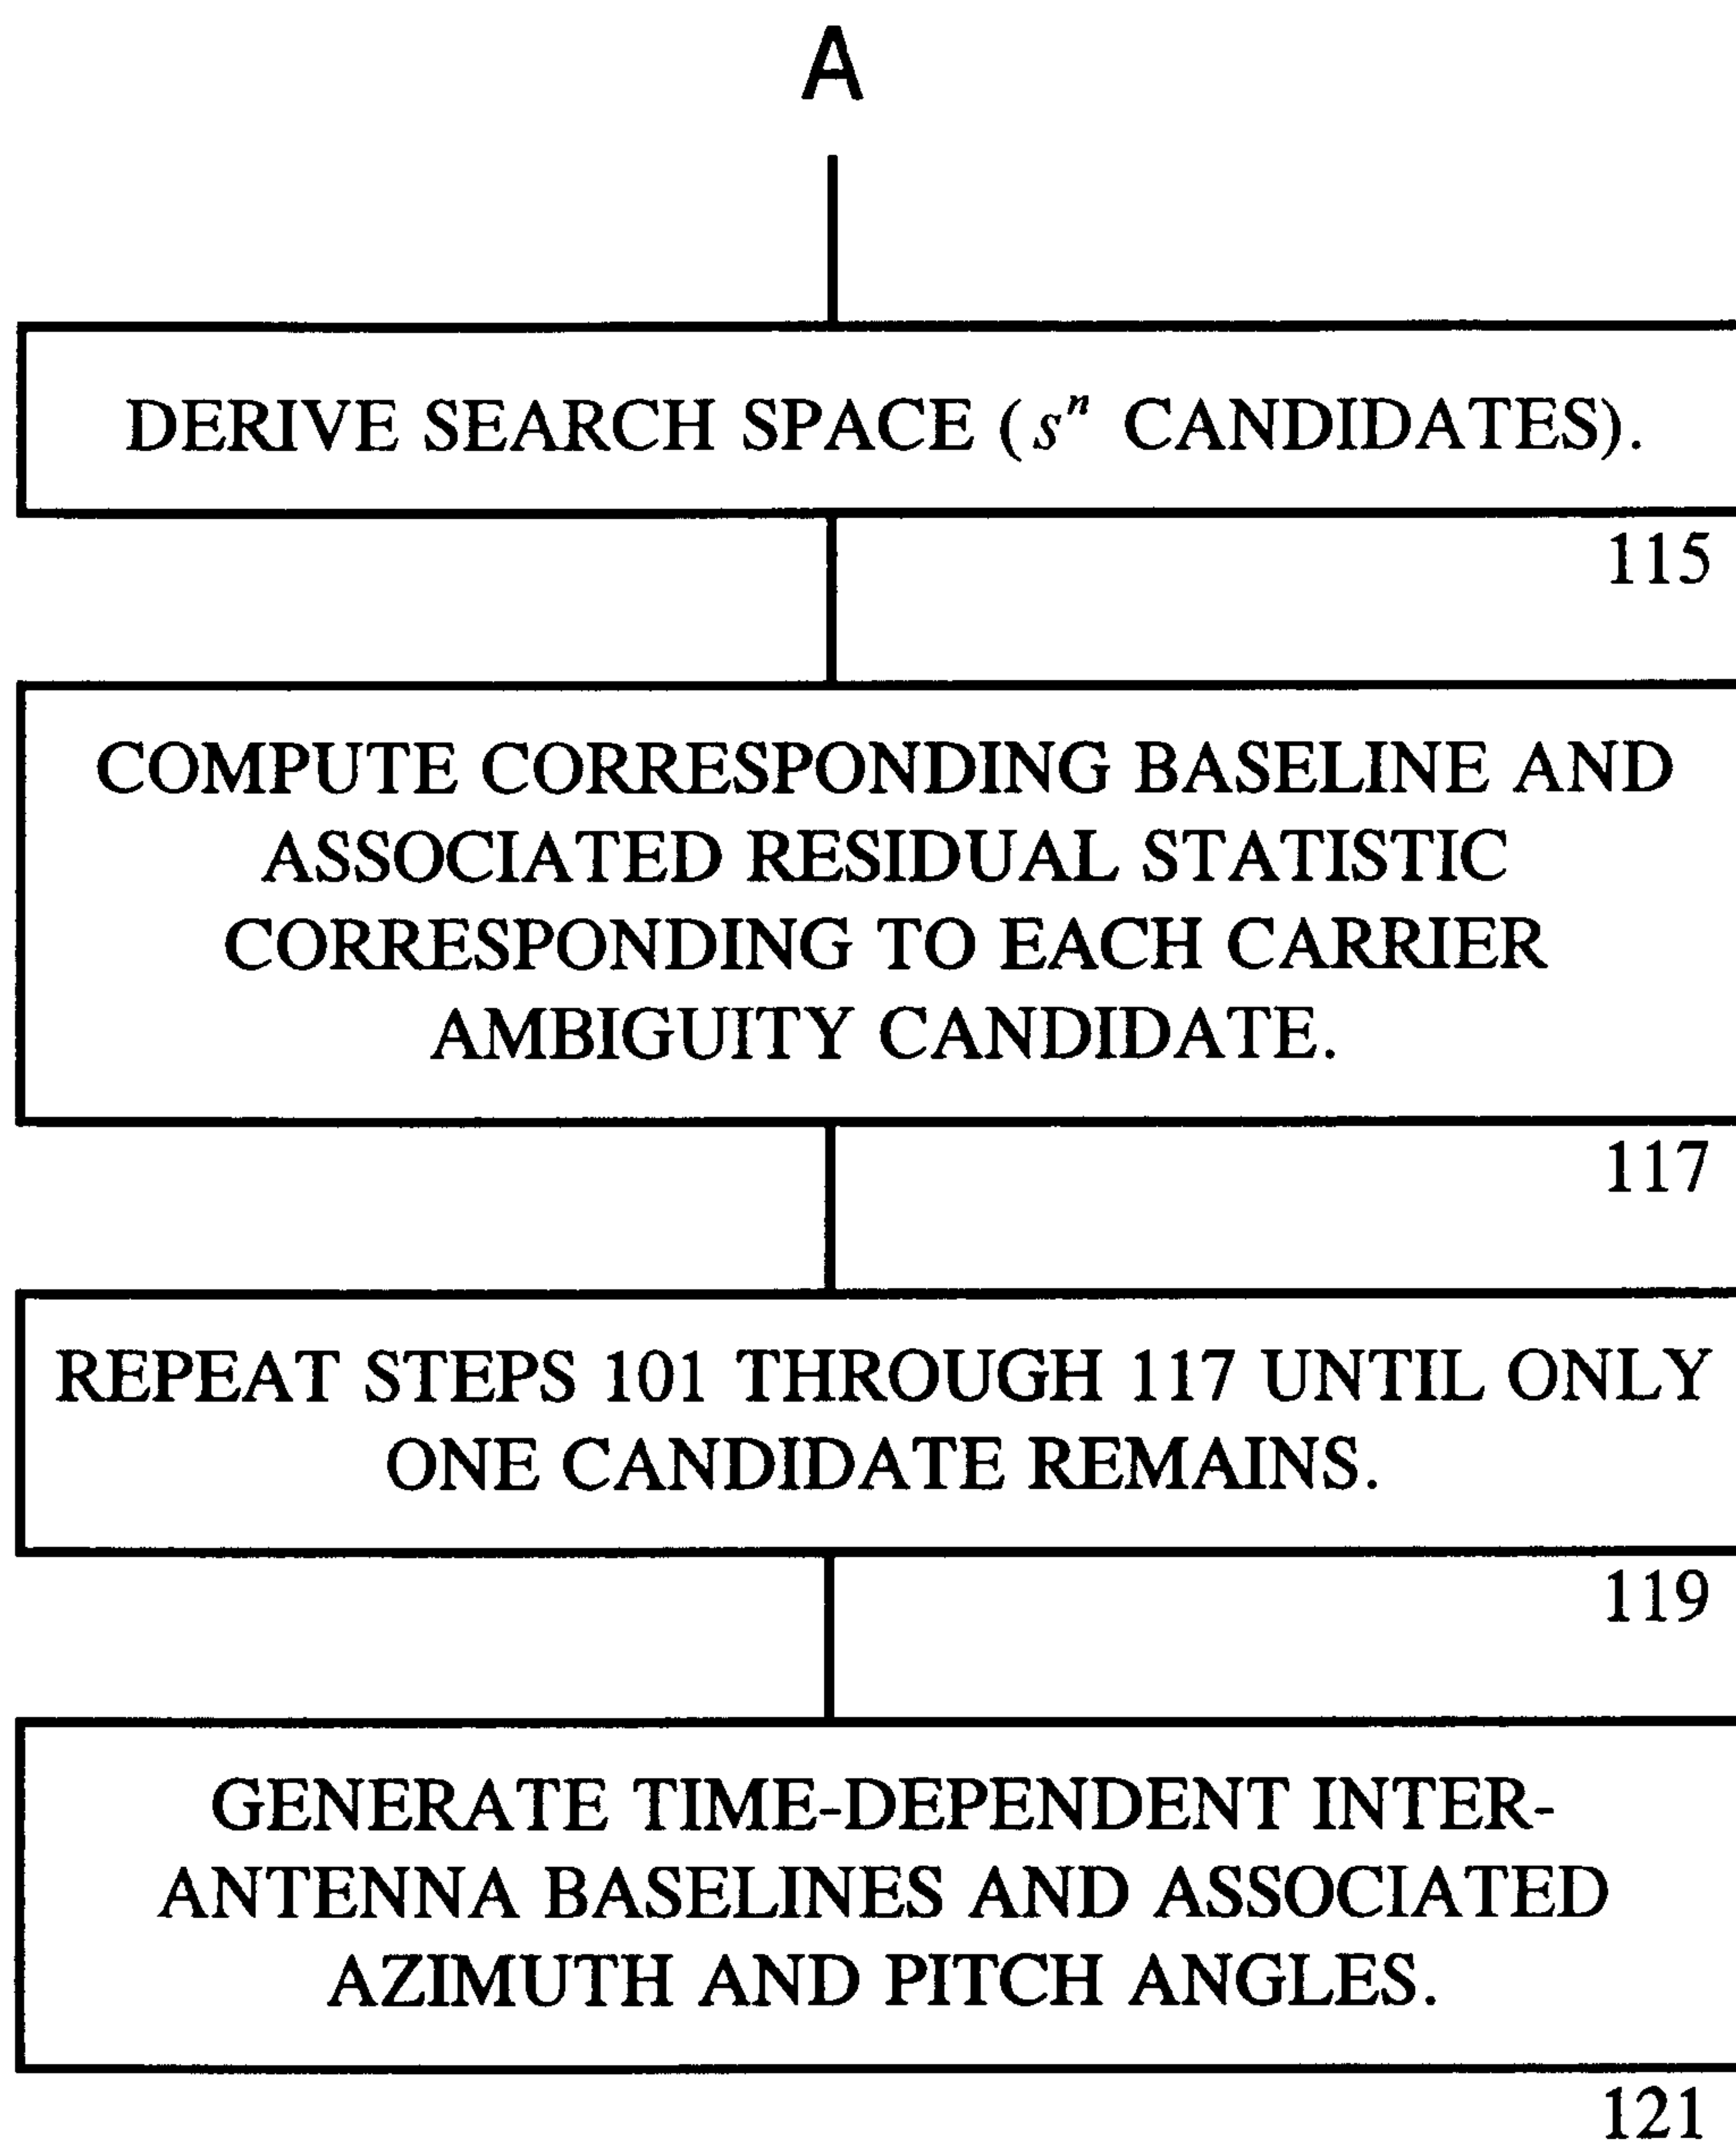 A
DERIVE SEARCH SPACE (sⁿ CANDIDATES).
115
COMPUTE CORRESPONDING BASELINE AND
ASSOCIATED RESIDUAL STATISTIC
CORRESPONDING TO EACH CARRIER
AMBIGUITY CANDIDATE.
117
REPEAT STEPS 101 THROUGH 117 UNTIL ONLY
ONE CANDIDATE REMAINS.
119
GENERATE TIME-DEPENDENT INTER-
ANTENNA BASELINES AND ASSOCIATED
AZIMUTH AND PITCH ANGLES.
121